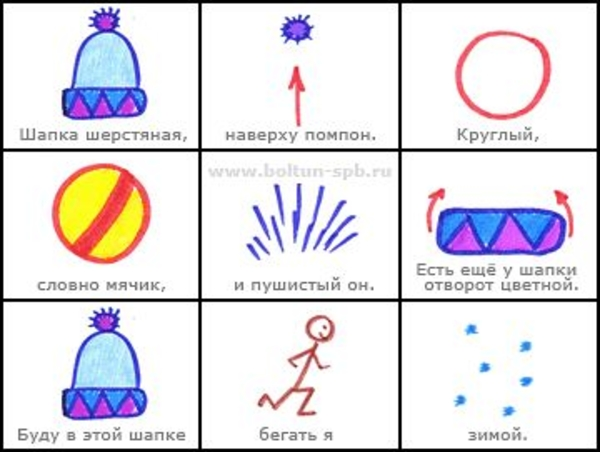 Шапка шерстяная,
наверху помпон.
Круглый,
www.boltun-spb.ru
словно мячик,
и пушистый он.
Есть ещё у шапки
отворот цветной.
Буду в этой шапке
бегать я
зимой.